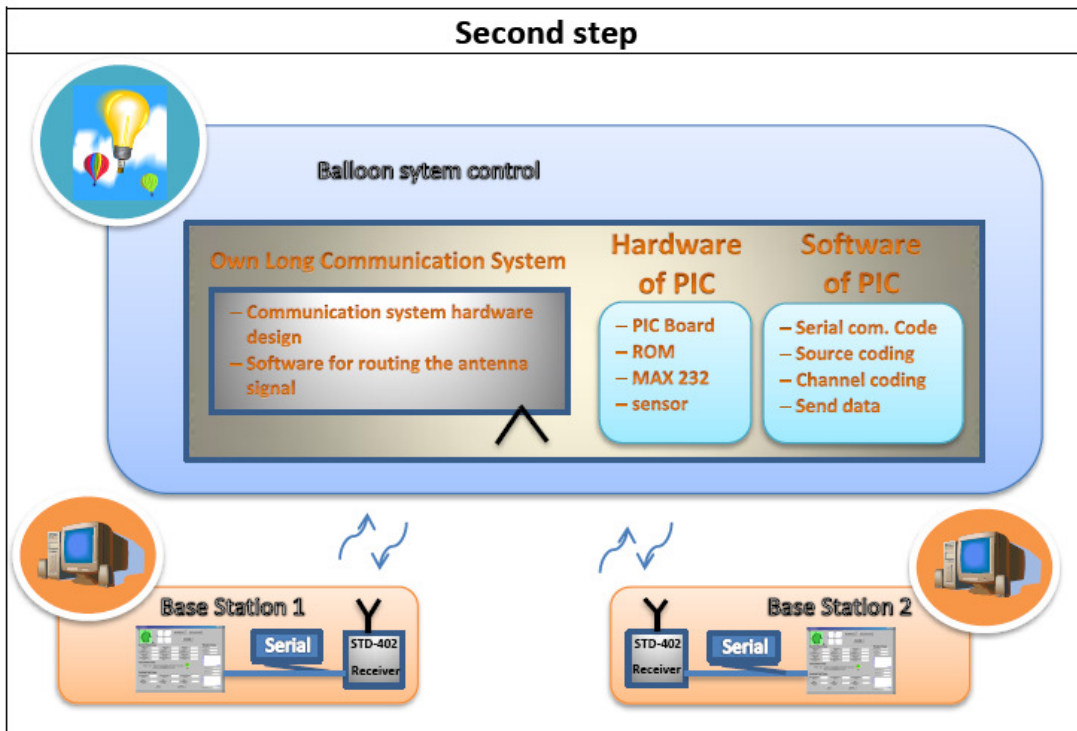 Second step
Balloon sytem control
Own Long Communication System
– Communication system hardware
design
– Software for routing the antenna
signal
Hardware
of PIC
– PIC Board
– ROM
– MAX 232
– sensor
Software
of PIC
– Serial com. Code
– Source coding
– Channel coding
– Send data
Base Station 1
Serial
STD-402
Receiver
Base Station 2
STD-402
Receiver
Serial